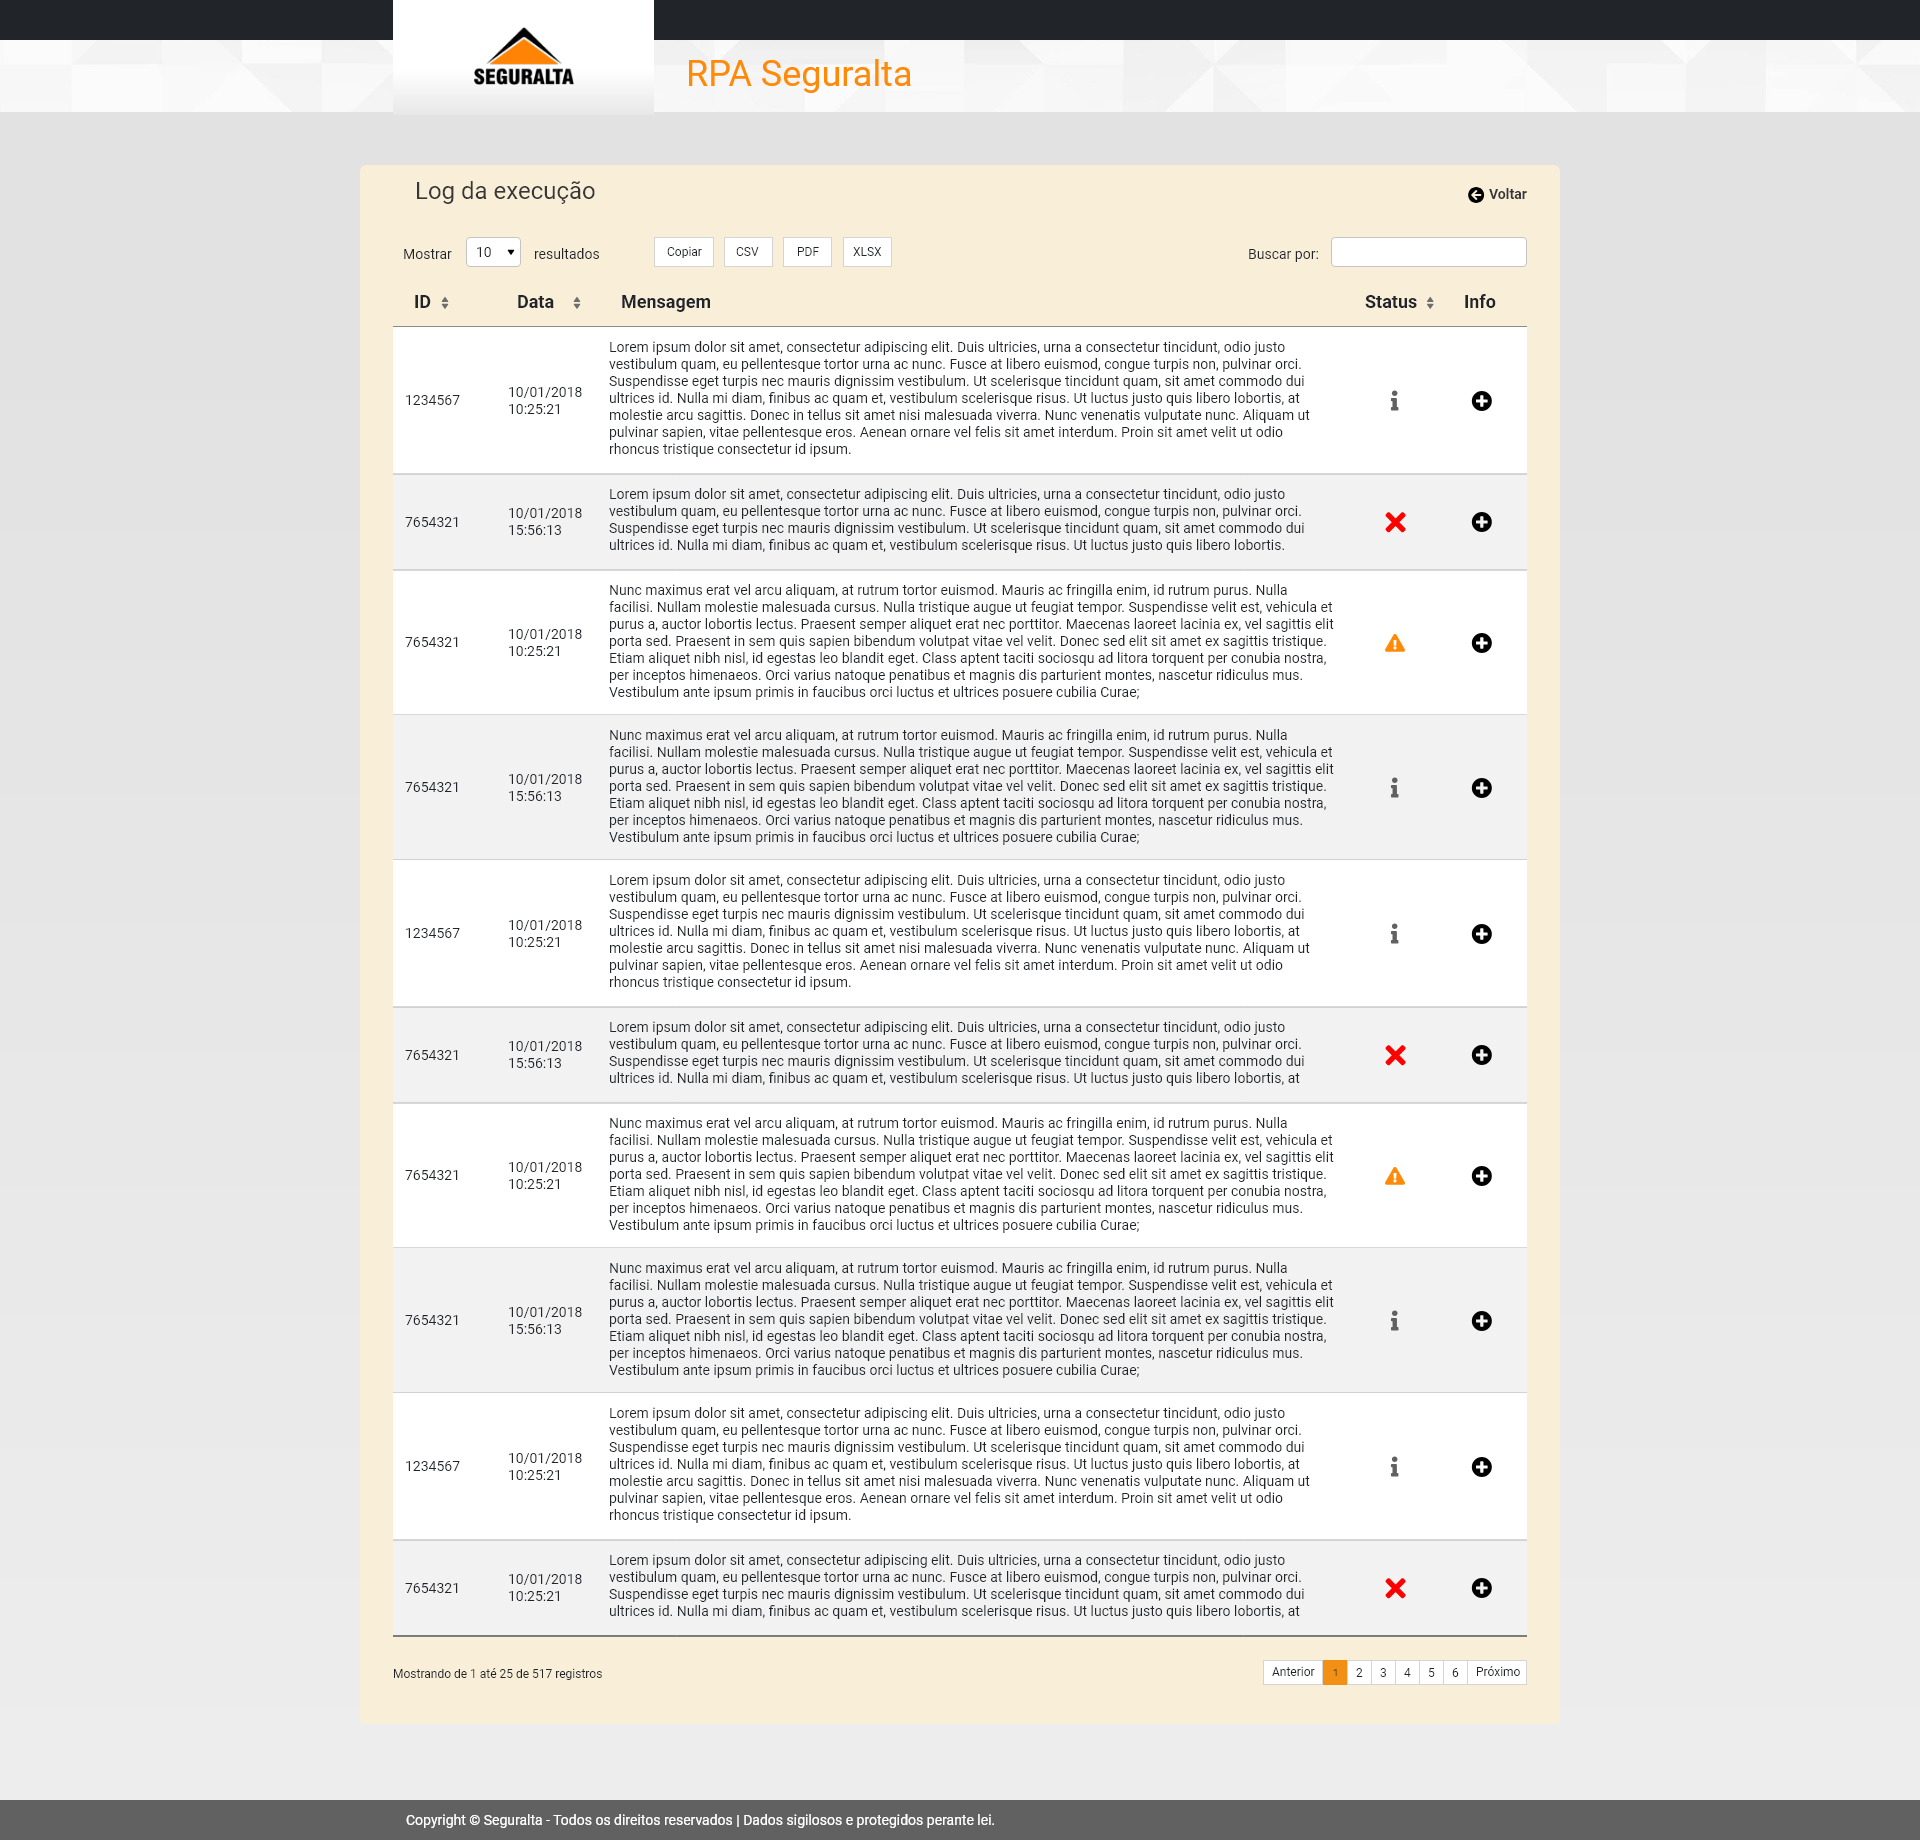 SEGURALTA
RPA Seguralta
Log da execução
Voltar
Mostrar 10 resultados Copiar CSV PDF XLSX Buscar por:
ID Data Mensagem Status Info
Lorem ipsum dolor sit amet, consectetur adipiscing elit. Duis ultricies, urna a consectetur tincidunt, odio justo
vestibulum quam, eu pellentesque tortor urna ac nunc. Fusce at libero euismod, congue turpis non, pulvinar orci.
Suspendisse eget turpis nec mauris dignissim vestibulum. Ut scelerisque tincidunt quam, sit amet commodo dui
1234567 10/01/2018 10:25:21 ultrices id. Nulla mi diam, finibus ac quam et, vestibulum scelerisque risus. Ut luctus justo quis libero lobortis, at
molestie arcu sagittis. Donec in tellus sit amet nisi malesuada viverra. Nunc venenatis vulputate nunc. Aliquam ut
pulvinar sapien, vitae pellentesque eros. Aenean ornare vel felis sit amet interdum. Proin sit amet velit ut odio
rhoncus tristique consectetur id ipsum.
Lorem ipsum dolor sit amet, consectetur adipiscing elit. Duis ultricies, urna a consectetur tincidunt, odio justo
7654321 10/01/2018 15:56:13 vestibulum quam, eu pellentesque tortor urna ac nunc. Fusce at libero euismod, congue turpis non, pulvinar orci.
Suspendisse eget turpis nec mauris dignissim vestibulum. Ut scelerisque tincidunt quam, sit amet commodo dui
ultrices id. Nulla mi diam, finibus ac quam et, vestibulum scelerisque risus. Ut luctus justo quis libero lobortis.
Nunc maximus erat vel arcu aliquam, at rutrum tortor euismod. Mauris ac fringilla enim, id rutrum purus. Nulla
facilisi. Nullam molestie malesuada cursus. Nulla tristique augue ut feugiat tempor. Suspendisse velit est, vehicula et
purus a, auctor lobortis lectus. Praesent semper aliquet erat nec porttitor. Maecenas laoreet lacinia ex, vel sagittis elit
7654321 10/01/2018 10:25:21 porta sed. Praesent in sem quis sapien bibendum volutpat vitae vel velit. Donec sed elit sit amet ex sagittis tristique.
Etiam aliquet nibh nisl, id egestas leo blandit eget. Class aptent taciti sociosqu ad litora torquent per conubia nostra,
per inceptos himenaeos. Orci varius natoque penatibus et magnis dis parturient montes, nascetur ridiculus mus.
Vestibulum ante ipsum primis in faucibus orci luctus et ultrices posuere cubilia Curae;
Nunc maximus erat vel arcu aliquam, at rutrum tortor euismod. Mauris ac fringilla enim, id rutrum purus. Nulla
facilisi. Nullam molestie malesuada cursus. Nulla tristique augue ut feugiat tempor. Suspendisse velit est, vehicula et
purus a, auctor lobortis lectus. Praesent semper aliquet erat nec porttitor. Maecenas laoreet lacinia ex, vel sagittis elit
7654321 10/01/2018 15:56:13 porta sed. Praesent in sem quis sapien bibendum volutpat vitae vel velit. Donec sed elit sit amet ex sagittis tristique.
Etiam aliquet nibh nisl, id egestas leo blandit eget. Class aptent taciti sociosqu ad litora torquent per conubia nostra,
per inceptos himenaeos. Orci varius natoque penatibus et magnis dis parturient montes, nascetur ridiculus mus.
Vestibulum ante ipsum primis in faucibus orci luctus et ultrices posuere cubilia Curae;
Lorem ipsum dolor sit amet, consectetur adipiscing elit. Duis ultricies, urna a consectetur tincidunt, odio justo
vestibulum quam, eu pellentesque tortor urna ac nunc. Fusce at libero euismod, congue turpis non, pulvinar orci.
Suspendisse eget turpis nec mauris dignissim vestibulum. Ut scelerisque tincidunt quam, sit amet commodo dui
1234567 10/01/2018 10:25:21 ultrices id. Nulla mi diam, finibus ac quam et, vestibulum scelerisque risus. Ut luctus justo quis libero lobortis, at
molestie arcu sagittis. Donec in tellus sit amet nisi malesuada viverra. Nunc venenatis vulputate nunc. Aliquam ut
pulvinar sapien, vitae pellentesque eros. Aenean ornare vel felis sit amet interdum. Proin sit amet velit ut odio
rhoncus tristique consectetur id ipsum.
Lorem ipsum dolor sit amet, consectetur adipiscing elit. Duis ultricies, urna a consectetur tincidunt, odio justo
7654321 10/01/2018 15:56:13 vestibulum quam, eu pellentesque tortor urna ac nunc. Fusce at libero euismod, congue turpis non, pulvinar orci.
Suspendisse eget turpis nec mauris dignissim vestibulum. Ut scelerisque tincidunt quam, sit amet commodo dui
ultrices id. Nulla mi diam, finibus ac quam et, vestibulum scelerisque risus. Ut luctus justo quis libero lobortis, at
Nunc maximus erat vel arcu aliquam, at rutrum tortor euismod. Mauris ac fringilla enim, id rutrum purus. Nulla
facilisi. Nullam molestie malesuada cursus. Nulla tristique augue ut feugiat tempor. Suspendisse velit est, vehicula et
purus a, auctor lobortis lectus. Praesent semper aliquet erat nec porttitor. Maecenas laoreet lacinia ex, vel sagittis elit
7654321 10/01/2018 10:25:21 porta sed. Praesent in sem quis sapien bibendum volutpat vitae vel velit. Donec sed elit sit amet ex sagittis tristique.
Etiam aliquet nibh nisl, id egestas leo blandit eget. Class aptent taciti sociosqu ad litora torquent per conubia nostra,
per inceptos himenaeos. Orci varius natoque penatibus et magnis dis parturient montes, nascetur ridiculus mus.
Vestibulum ante ipsum primis in faucibus orci luctus et ultrices posuere cubilia Curae;
Nunc maximus erat vel arcu aliquam, at rutrum tortor euismod. Mauris ac fringilla enim, id rutrum purus. Nulla
facilisi. Nullam molestie malesuada cursus. Nulla tristique augue ut feugiat tempor. Suspendisse velit est, vehicula et
purus a, auctor lobortis lectus. Praesent semper aliquet erat nec porttitor. Maecenas laoreet lacinia ex, vel sagittis elit
7654321 10/01/2018 15:56:13 porta sed. Praesent in sem quis sapien bibendum volutpat vitae vel velit. Donec sed elit sit amet ex sagittis tristique.
Etiam aliquet nibh nisl, id egestas leo blandit eget. Class aptent taciti sociosqu ad litora torquent per conubia nostra,
per inceptos himenaeos. Orci varius natoque penatibus et magnis dis parturient montes, nascetur ridiculus mus.
Vestibulum ante ipsum primis in faucibus orci luctus et ultrices posuere cubilia Curae;
Lorem ipsum dolor sit amet, consectetur adipiscing elit. Duis ultricies, urna a consectetur tincidunt, odio justo
vestibulum quam, eu pellentesque tortor urna ac nunc. Fusce at libero euismod, congue turpis non, pulvinar orci.
Suspendisse eget turpis nec mauris dignissim vestibulum. Ut scelerisque tincidunt quam, sit amet commodo dui
1234567 10/01/2018 10:25:21 ultrices id. Nulla mi diam, finibus ac quam et, vestibulum scelerisque risus. Ut luctus justo quis libero lobortis, at
molestie arcu sagittis. Donec in tellus sit amet nisi malesuada viverra. Nunc venenatis vulputate nunc. Aliquam ut
pulvinar sapien, vitae pellentesque eros. Aenean ornare vel felis sit amet interdum. Proin sit amet velit ut odio
rhoncus tristique consectetur id ipsum.
Lorem ipsum dolor sit amet, consectetur adipiscing elit. Duis ultricies, urna a consectetur tincidunt, odio justo
7654321 10/01/2018 10:25:21 vestibulum quam, eu pellentesque tortor urna ac nunc. Fusce at libero euismod, congue turpis non, pulvinar orci.
Suspendisse eget turpis nec mauris dignissim vestibulum. Ut scelerisque tincidunt quam, sit amet commodo dui
ultrices id. Nulla mi diam, finibus ac quam et, vestibulum scelerisque risus. Ut luctus justo quis libero lobortis, at
Mostrando de 1 até 25 de 517 registros Anterior 1 2 3 4 5 6 Próximo
Copyright © Seguralta - Todos os direitos reservados | Dados sigilosos e protegidos perante lei.